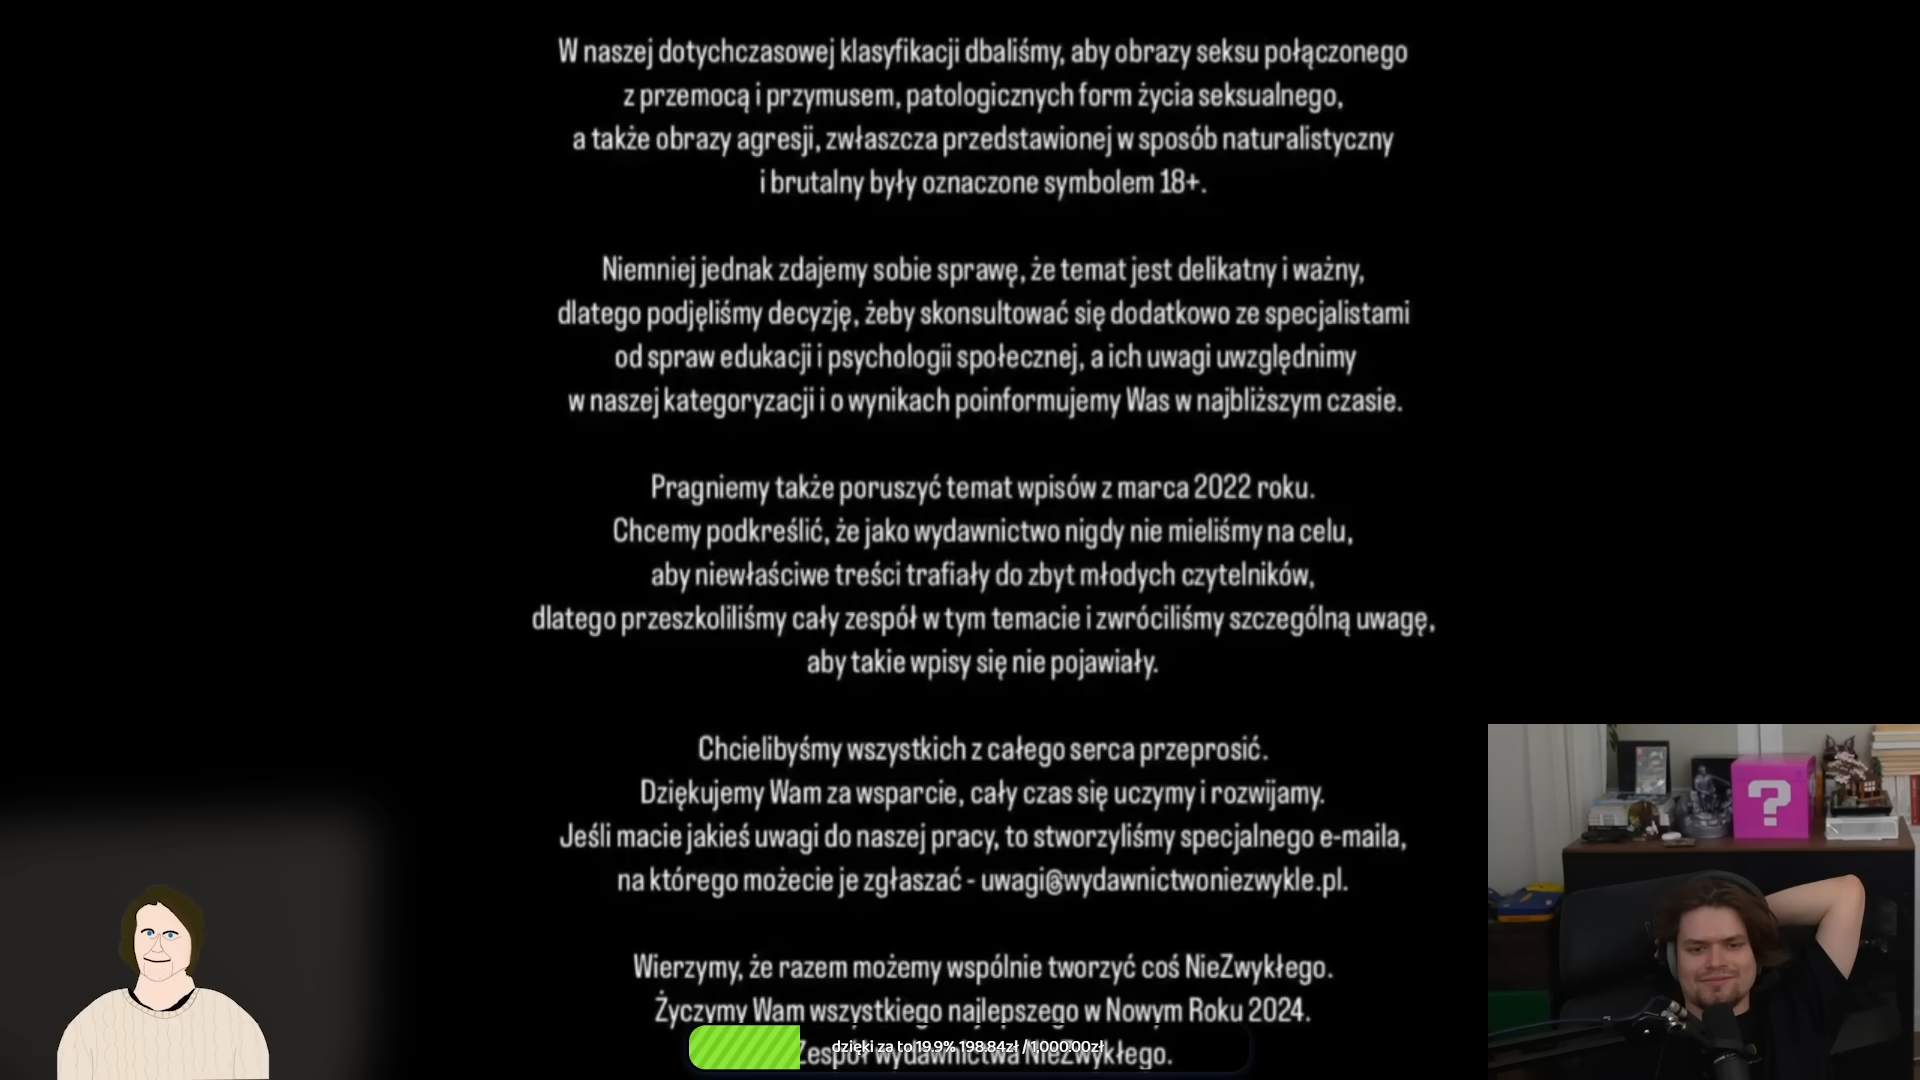 W naszej dotychczasowej klasyfikacji dbaliśmy, aby obrazy seksu połączonego
z przemocą i przymusem, patologicznych form życia seksualnego,
a także obrazy agresji, zwłaszcza przedstawionej w sposób naturalistyczny
i brutalny były oznaczone symbolem 18+.
Niemniej jednak zdajemy sobie sprawę, że temat jest delikatny i ważny,
dlatego podjęliśmy decyzję, żeby skonsultować się dodatkowo ze specjalistami
od spraw edukacji i psychologii społecznej, a ich uwagi uwzględnimy
w naszej kategoryzacji i o wynikach poinformujemy Was w najbliższym czasie.
Pragniemy także poruszyć temat wpisów z marca 2022 roku.
Chcemy podkreślić, że jako wydawnictwo nigdy nie mieliśmy na celu,
aby niewłaściwe treści trafiały do zbyt młodych czytelników,
dlatego przeszkoliliśmy cały zespół w tym temacie i zwróciliśmy szczególną uwagę,
aby takie wpisy się nie pojawiały.
Chcielibyśmy wszystkich z całego serca przeprosić.
Dziękujemy Wam za wsparcie, cały czas się uczymy i rozwijamy.
Jeśli macie jakieś uwagi do naszej pracy, to stworzyliśmy specjalnego e-maila,
na którego możecie je zgłaszać - uwagi@wydawnictwoniezwykle.pl.
Wierzymy, że razem możemy wspólnie tworzyć coś NieZwykłego.
Życzymy Wam wszystkiego najlepszego w Nowym Roku 2024.
Zespół wydawnictwa NieZwykłego.
dzięki za to 19.9% 198.84zł / 1,000.00zł
?